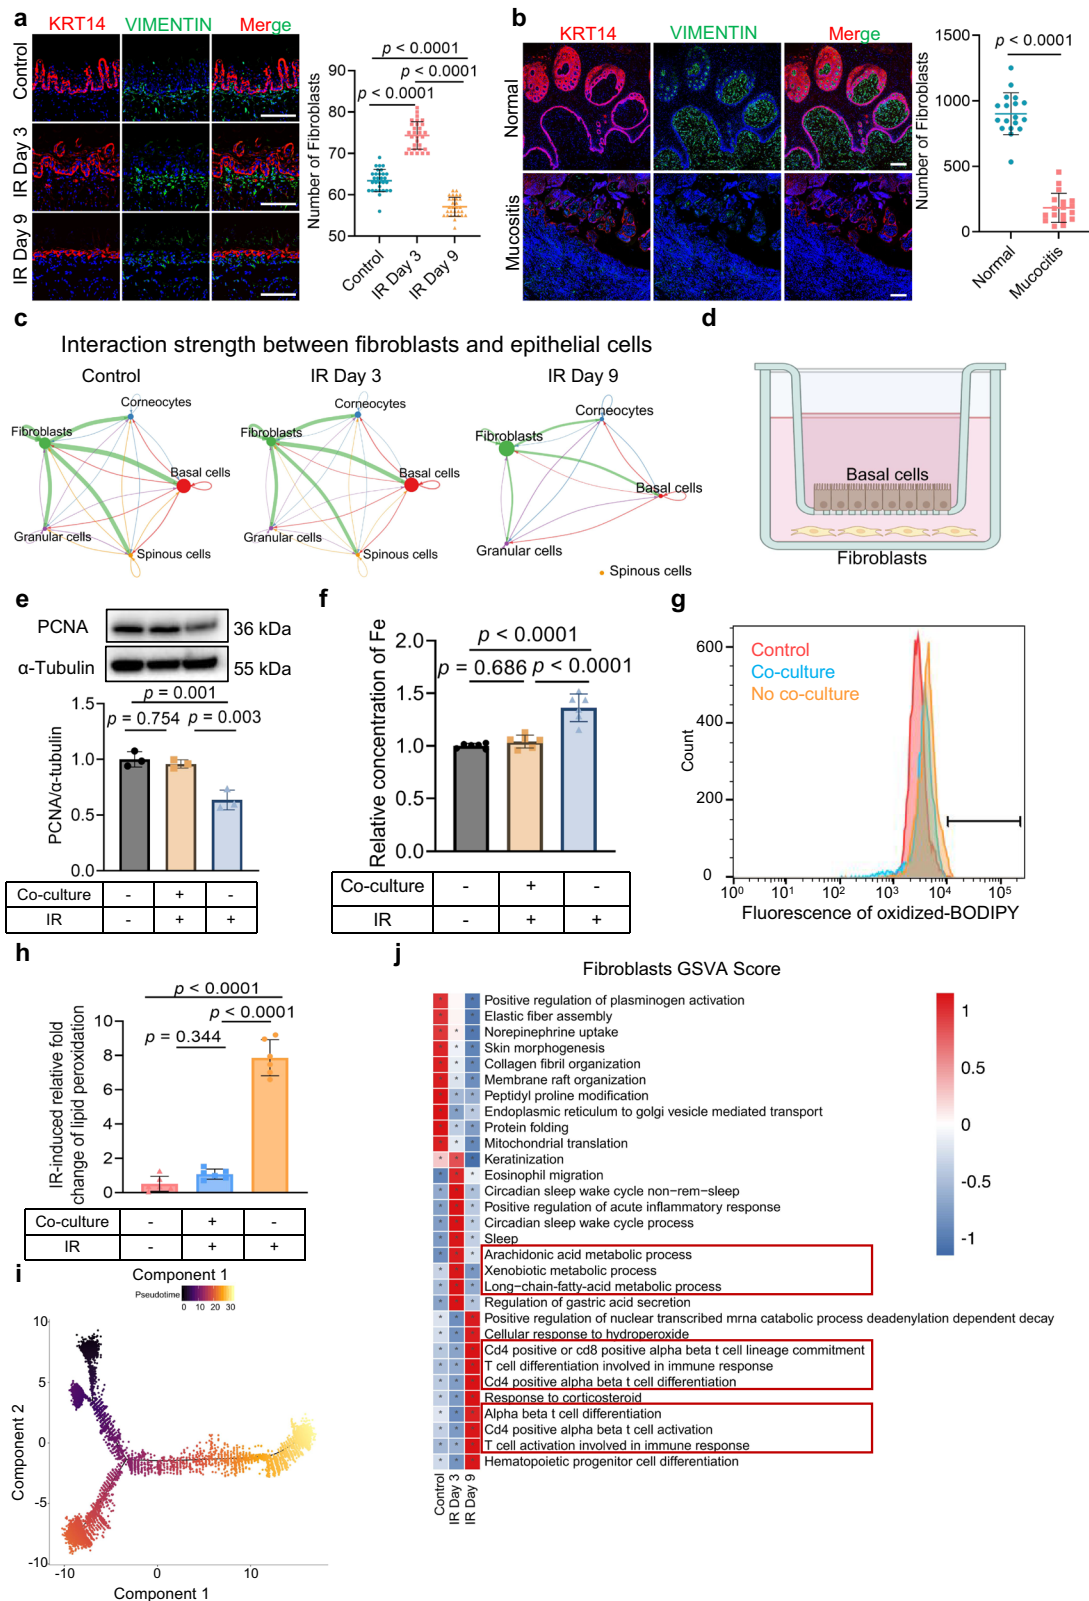 a
KRT14 VIMENTIN Merge
Control
IR Day 3
IR Day 9
Number of Fibroblasts
p < 0.0001
p < 0.0001
p < 0.0001
90
80
70
60
50
Control
IR Day 3
IR Day 9
b
KRT14 VIMENTIN Merge
Normal
Mucositis
Number of Fibroblasts
p < 0.0001
1500
1000
500
0
Normal
Mucocitis
c
Interaction strength between fibroblasts and epithelial cells
Control
Corneocytes
Fibroblasts
Basal cells
Granular cells
Spinous cells
IR Day 3
Corneocytes
Fibroblasts
Basal cells
Granular cells
Spinous cells
IR Day 9
Corneocytes
Fibroblasts
Basal cells
Granular cells
Spinous cells
d
Basal cells
Fibroblasts
e
PCNA 36 kDa
α-Tubulin 55 kDa
p = 0.001
p = 0.754 p = 0.003
PCNA/α-tubulin
1.5
1.0
0.5
0.0
Co-culture - + -
IR - + +
f
Relative concentration of Fe
p < 0.0001
p = 0.686 p < 0.0001
2.0
1.5
1.0
0.5
0.0
Co-culture - + -
IR - + +
g
Control
Co-culture
No co-culture
Count
600
400
200
0
10⁰ 10¹ 10² 10³ 10⁴ 10⁵
Fluorescence of oxidized-BODIPY
h
IR-induced relative fold
change of lipid peroxidation
p < 0.0001
p < 0.0001
p = 0.344
10
8
6
4
2
0
Co-culture - + -
IR - + +
i
Component 1
Pseudotime
0 10 20 30
Component 2
10
5
0
-5
-10
-10 0 10
Component 1
j
Fibroblasts GSVA Score
Positive regulation of plasminogen activation
Elastic fiber assembly
Norepinephrine uptake
Skin morphogenesis
Collagen fibril organization
Membrane raft organization
Peptidyl proline modification
Endoplasmic reticulum to golgi vesicle mediated transport
Protein folding
Mitochondrial translation
Keratinization
Eosinophil migration
Circadian sleep wake cycle non−rem−sleep
Positive regulation of acute inflammatory response
Circadian sleep wake cycle process
Sleep
Arachidonic acid metabolic process
Xenobiotic metabolic process
Long−chain−fatty−acid metabolic process
Regulation of gastric acid secretion
Positive regulation of nuclear transcribed mrna catabolic process deadenylation dependent decay
Cellular response to hydroperoxide
Cd4 positive or cd8 positive alpha beta t cell lineage commitment
T cell differentiation involved in immune response
Cd4 positive alpha beta t cell differentiation
Response to corticosteroid
Alpha beta t cell differentiation
Cd4 positive alpha beta t cell activation
T cell activation involved in immune response
Hematopoietic progenitor cell differentiation
Control
IR Day 3
IR Day 9
1
0.5
0
-0.5
-1